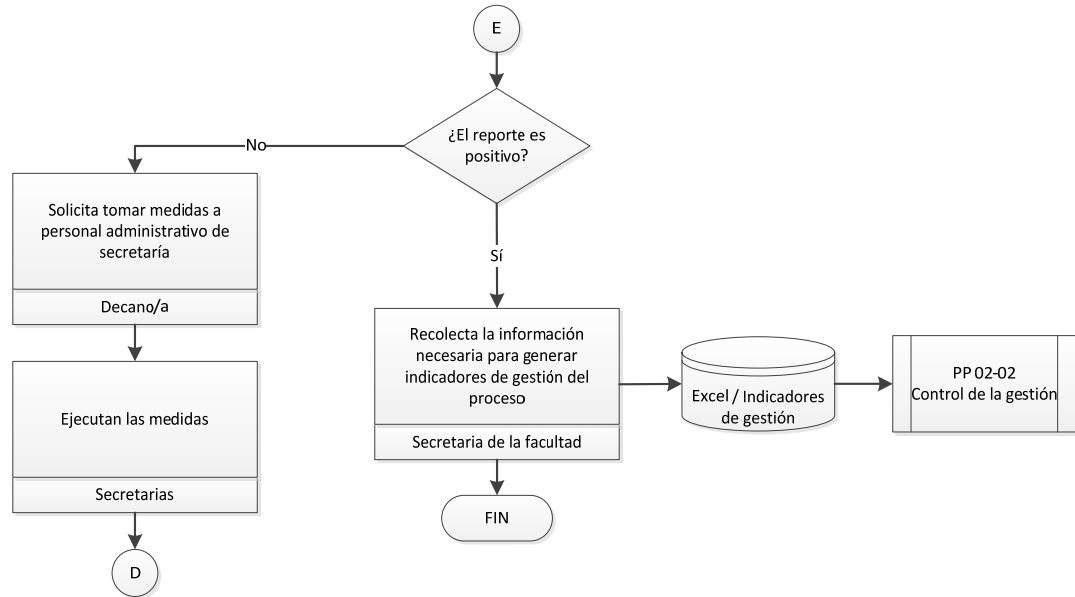 E
¿El reporte es
positivo?
No
Sí
Solicita tomar medidas a
personal administrativo de
secretaría
Decano/a
Ejecutan las medidas
Secretarias
D
Recolecta la información
necesaria para generar
indicadores de gestión del
proceso
Secretaria de la facultad
FIN
Excel / Indicadores
de gestión
PP 02-02
Control de la gestión